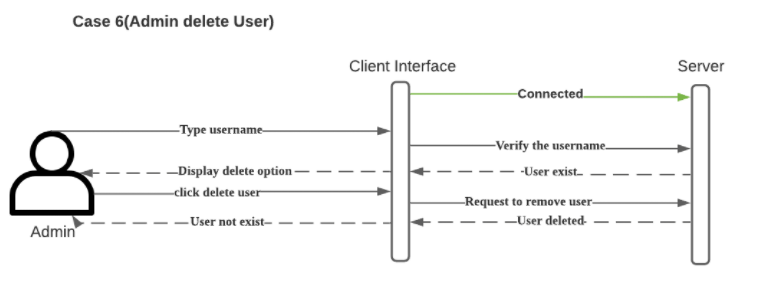 Case 6(Admin delete User)
Client Interface
Server
Connected
Type username
Verify the username
Display delete option
-User exist
click delete user
Request to remove user
User not exist
User deleted
Admin